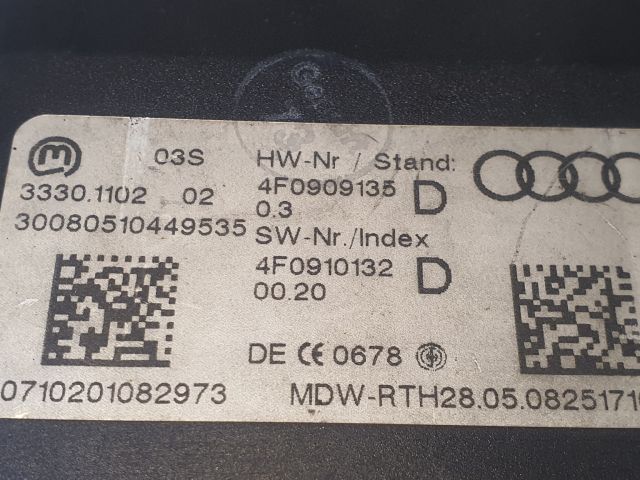 03S
HW-Nr / Stand:
3330.1102 02
4F0909135 D
0.3
30080510449535
SW-Nr./Index
4F0910132 D
00.20
DE CE 0678
0710201082973
MDW-RTH28.05.0825171